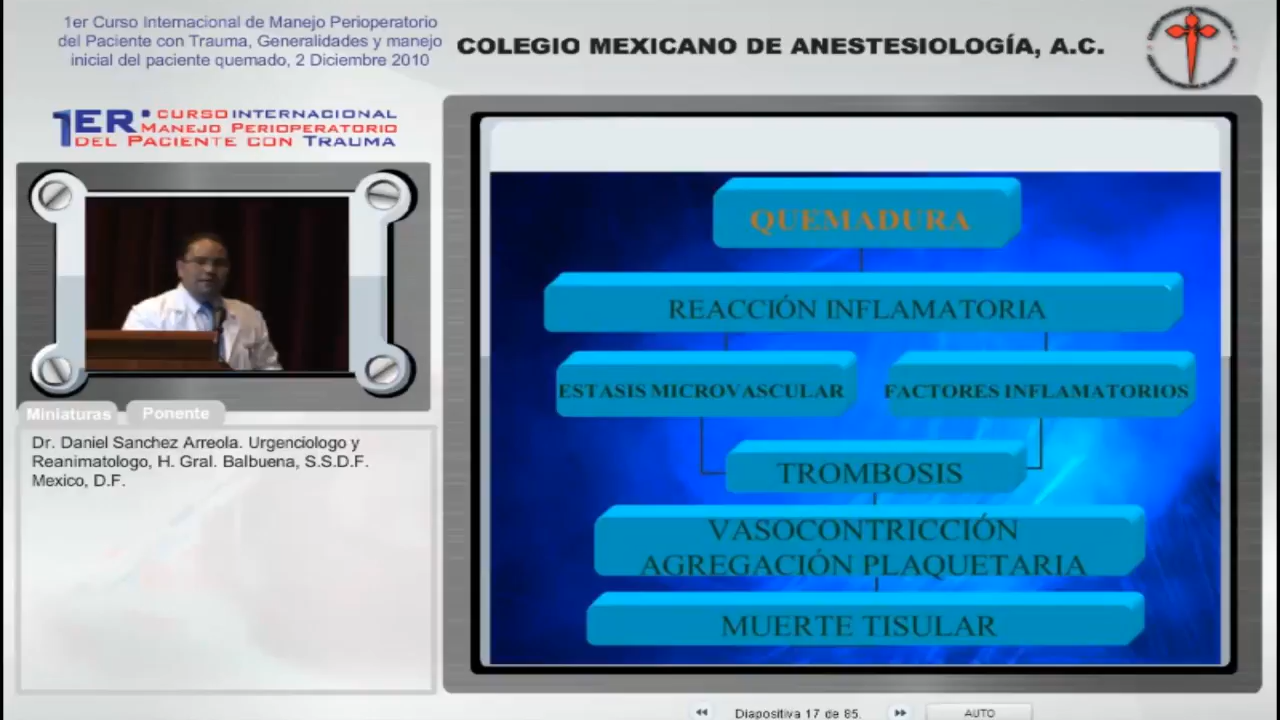 1er Curso Internacional de Manejo Perioperatorio
del Paciente con Trauma, Generalidades y manejo
inicial del paciente quemado, 2 Diciembre 2010
COLEGIO MEXICANO DE ANESTESIOLOGÍA, A.C.
1ER. CURSO INTERNACIONAL
MANEJO PERIOPERATORIO
DEL PACIENTE CON TRAUMA
Miniaturas
Ponente
Dr. Daniel Sanchez Arreola. Urgenciologo y
Reanimatologo, H. Gral. Balbuena, S.S.D.F.
Mexico, D.F.
QUEMADURA
REACCIÓN INFLAMATORIA
ESTASIS MICROVASCULAR
FACTORES INFLAMATORIOS
TROMBOSIS
VASOCONTRICCIÓN
AGREGACIÓN PLAQUETARIA
MUERTE TISULAR
Diapositiva 17 de 85.
AUTO